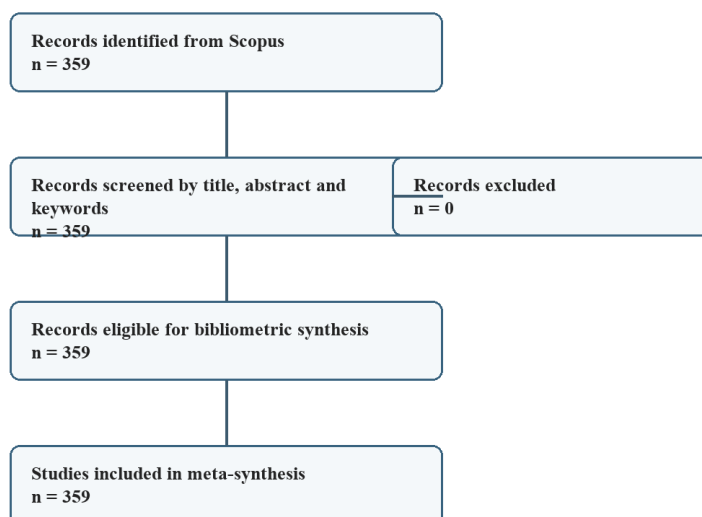 Records identified from Scopus
n = 359
Records screened by title, abstract and
keywords
n = 359
Records excluded
n = 0
Records eligible for bibliometric synthesis
n = 359
Studies included in meta-synthesis
n = 359